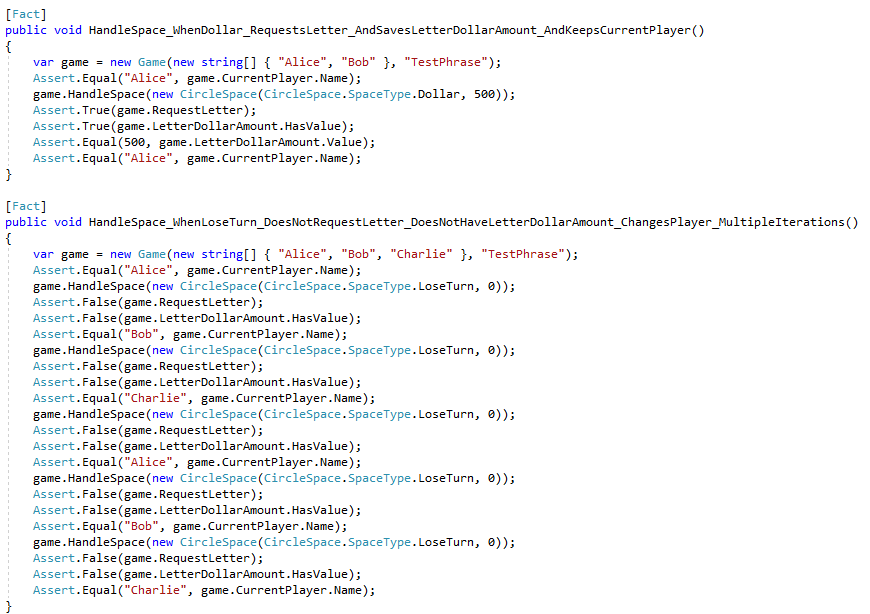 [Fact]
public void HandleSpace_WhenDollar_RequestsLetter_AndSavesLetterDollarAmount_AndKeepsCurrentPlayer()
{
    var game = new Game(new string[] { "Alice", "Bob" }, "TestPhrase");
    Assert.Equal("Alice", game.CurrentPlayer.Name);
    game.HandleSpace(new CircleSpace(CircleSpace.SpaceType.Dollar, 500));
    Assert.True(game.RequestLetter);
    Assert.True(game.LetterDollarAmount.HasValue);
    Assert.Equal(500, game.LetterDollarAmount.Value);
    Assert.Equal("Alice", game.CurrentPlayer.Name);
}

[Fact]
public void HandleSpace_WhenLoseTurn_DoesNotRequestLetter_DoesNotHaveLetterDollarAmount_ChangesPlayer_MultipleIterations()
{
    var game = new Game(new string[] { "Alice", "Bob", "Charlie" }, "TestPhrase");
    Assert.Equal("Alice", game.CurrentPlayer.Name);
    game.HandleSpace(new CircleSpace(CircleSpace.SpaceType.LoseTurn, 0));
    Assert.False(game.RequestLetter);
    Assert.False(game.LetterDollarAmount.HasValue);
    Assert.Equal("Bob", game.CurrentPlayer.Name);
    game.HandleSpace(new CircleSpace(CircleSpace.SpaceType.LoseTurn, 0));
    Assert.False(game.RequestLetter);
    Assert.False(game.LetterDollarAmount.HasValue);
    Assert.Equal("Charlie", game.CurrentPlayer.Name);
    game.HandleSpace(new CircleSpace(CircleSpace.SpaceType.LoseTurn, 0));
    Assert.False(game.RequestLetter);
    Assert.False(game.LetterDollarAmount.HasValue);
    Assert.Equal("Alice", game.CurrentPlayer.Name);
    game.HandleSpace(new CircleSpace(CircleSpace.SpaceType.LoseTurn, 0));
    Assert.False(game.RequestLetter);
    Assert.False(game.LetterDollarAmount.HasValue);
    Assert.Equal("Bob", game.CurrentPlayer.Name);
    game.HandleSpace(new CircleSpace(CircleSpace.SpaceType.LoseTurn, 0));
    Assert.False(game.RequestLetter);
    Assert.False(game.LetterDollarAmount.HasValue);
    Assert.Equal("Charlie", game.CurrentPlayer.Name);
}